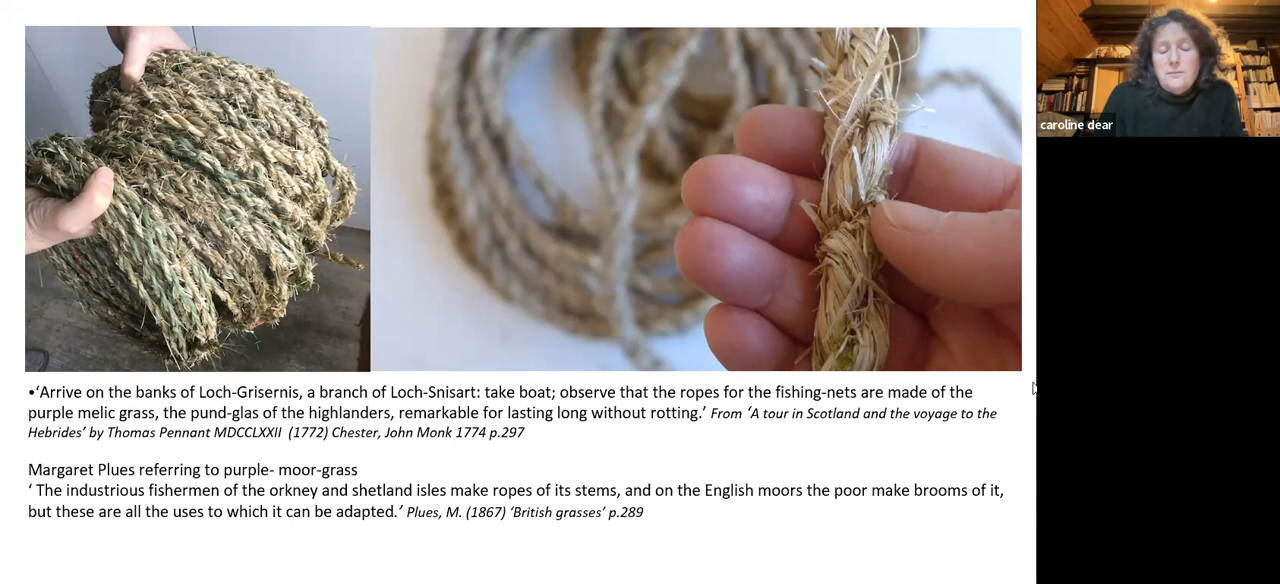 caroline dear
•‘Arrive on the banks of Loch-Grisernis, a branch of Loch-Snisart: take boat; observe that the ropes for the fishing-nets are made of the
purple melic grass, the pund-glas of the highlanders, remarkable for lasting long without rotting.’ From ‘A tour in Scotland and the voyage to the
Hebrides’ by Thomas Pennant MDCCLXXII (1772) Chester, John Monk 1774 p.297
Margaret Plues referring to purple- moor-grass
‘ The industrious fishermen of the orkney and shetland isles make ropes of its stems, and on the English moors the poor make brooms of it,
but these are all the uses to which it can be adapted.’ Plues, M. (1867) ‘British grasses’ p.289